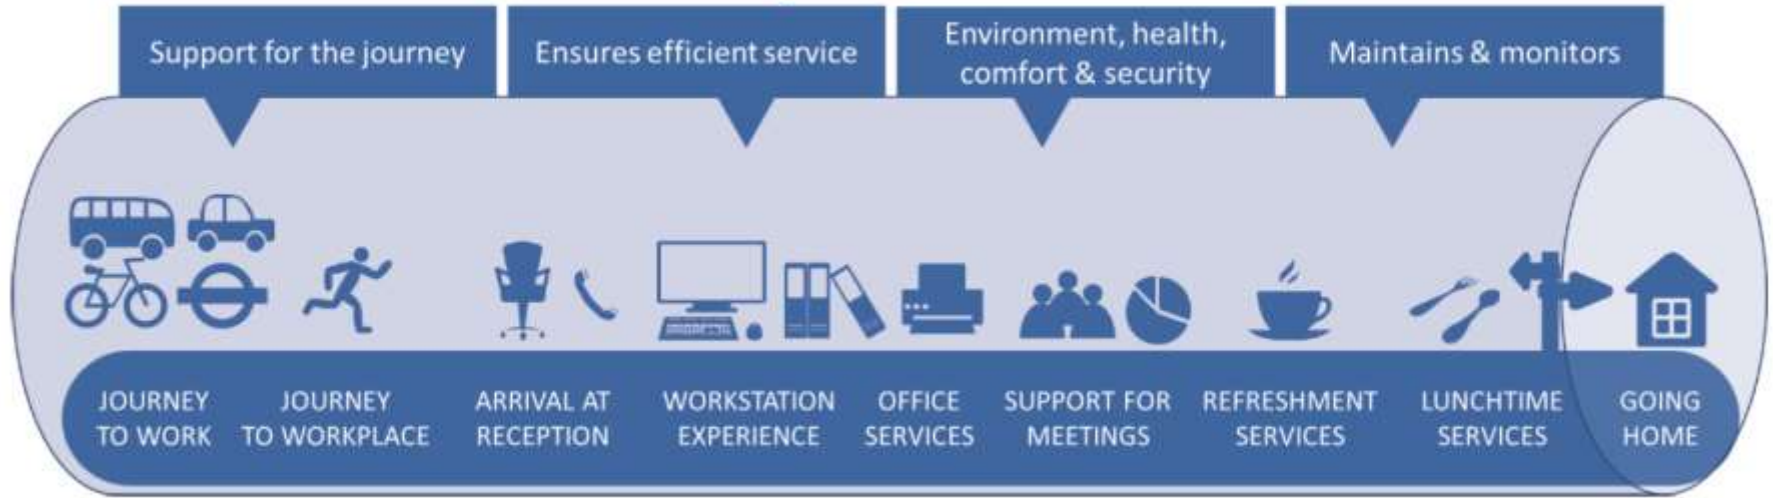 Support for the journey
Ensures efficient service
Environment, health,
comfort & security
Maintains & monitors
JOURNEY
TO WORK
JOURNEY
TO WORKPLACE
ARRIVAL AT
RECEPTION
WORKSTATION
EXPERIENCE
OFFICE
SERVICES
SUPPORT FOR
MEETINGS
REFRESHMENT
SERVICES
LUNCHTIME
SERVICES
GOING
HOME